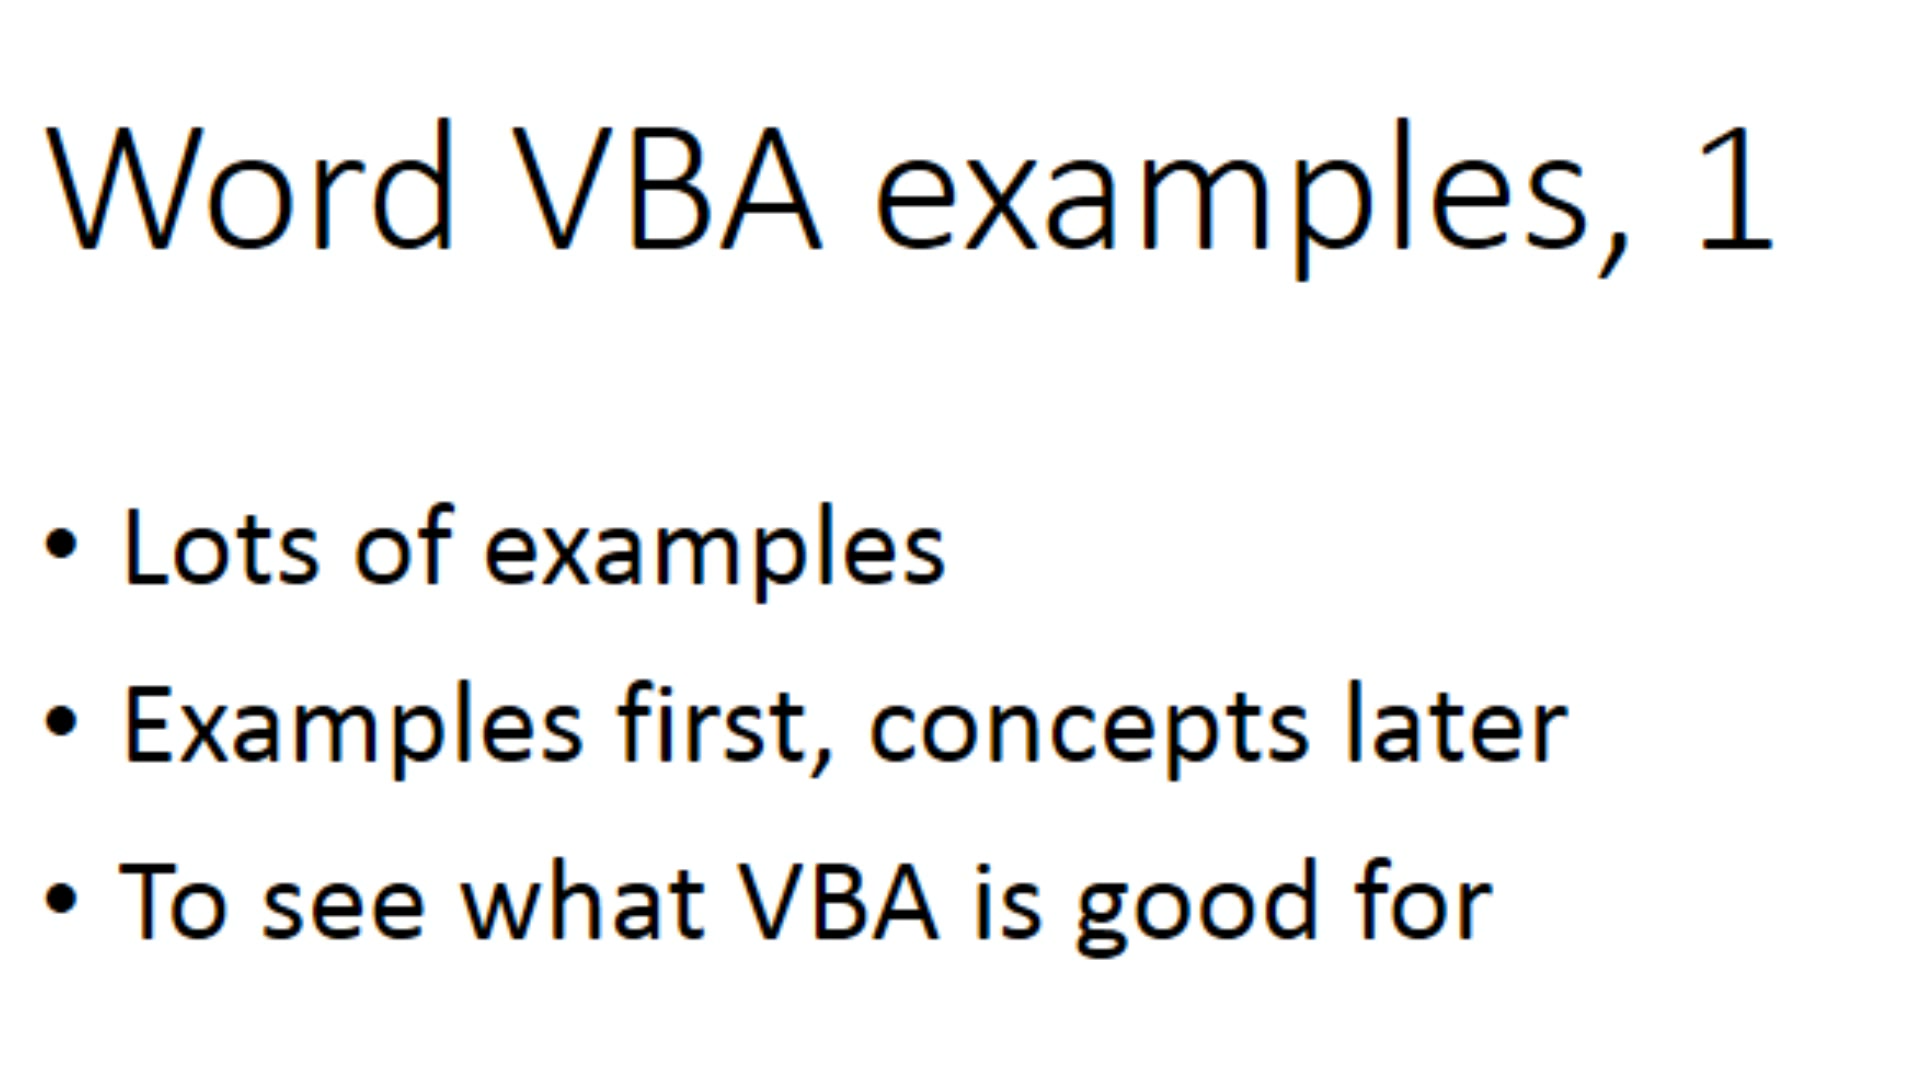 Word VBA examples, 1
• Lots of examples
• Examples first, concepts later
• To see what VBA is good for